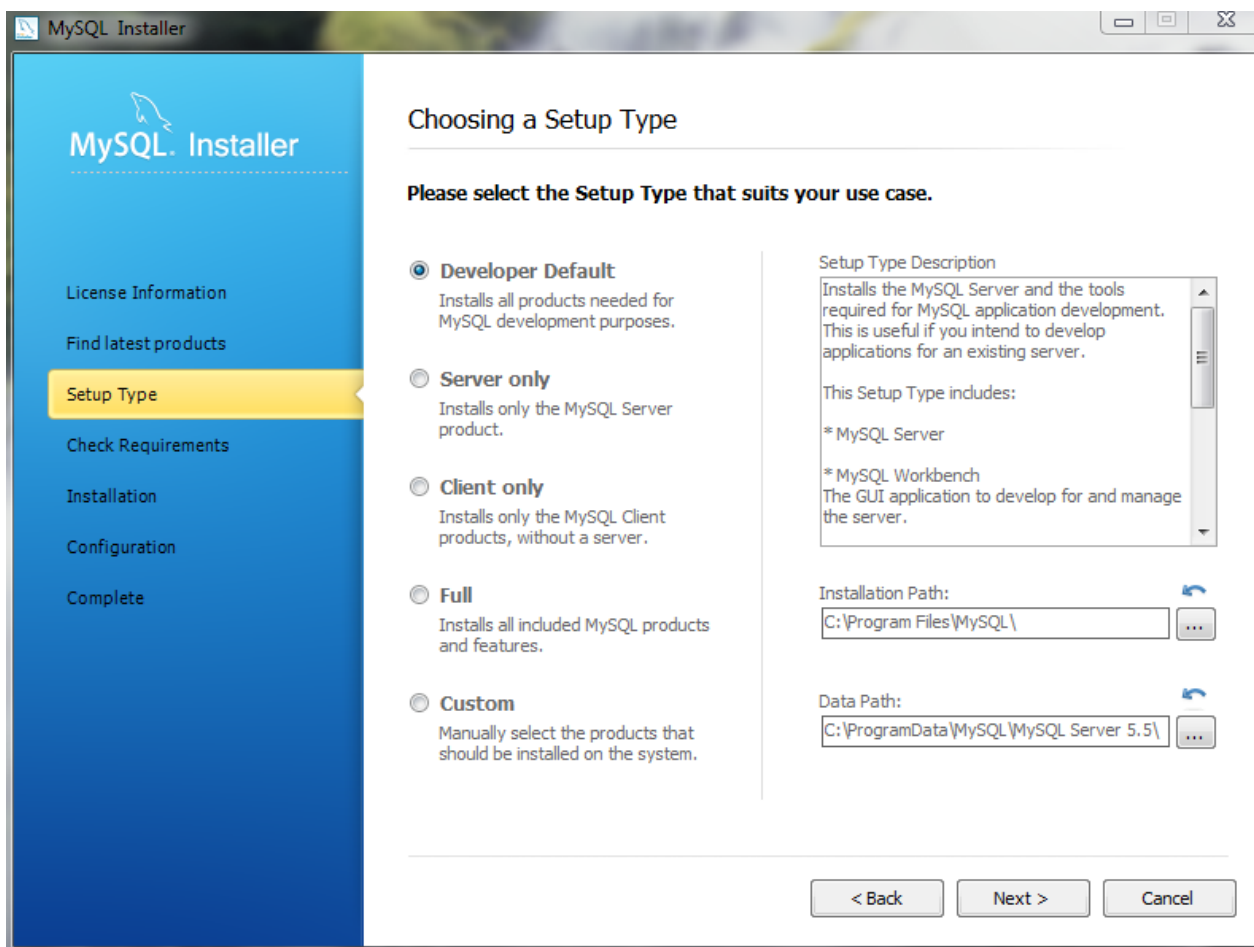 MySQL Installer
MySQL. Installer
License Information
Find latest products
Setup Type
Check Requirements
Installation
Configuration
Complete
Choosing a Setup Type
Please select the Setup Type that suits your use case.
Developer Default
Installs all products needed for
MySQL development purposes.
Server only
Installs only the MySQL Server
product.
Client only
Installs only the MySQL Client
products, without a server.
Full
Installs all included MySQL products
and features.
Custom
Manually select the products that
should be installed on the system.
Setup Type Description
Installs the MySQL Server and the tools
required for MySQL application development.
This is useful if you intend to develop
applications for an existing server.
This Setup Type includes:
* MySQL Server
* MySQL Workbench
The GUI application to develop for and manage
the server.
Installation Path:
C:\Program Files\MySQL\
...
Data Path:
C:\ProgramData\MySQL\MySQL Server 5.5\
...
< Back
Next >
Cancel